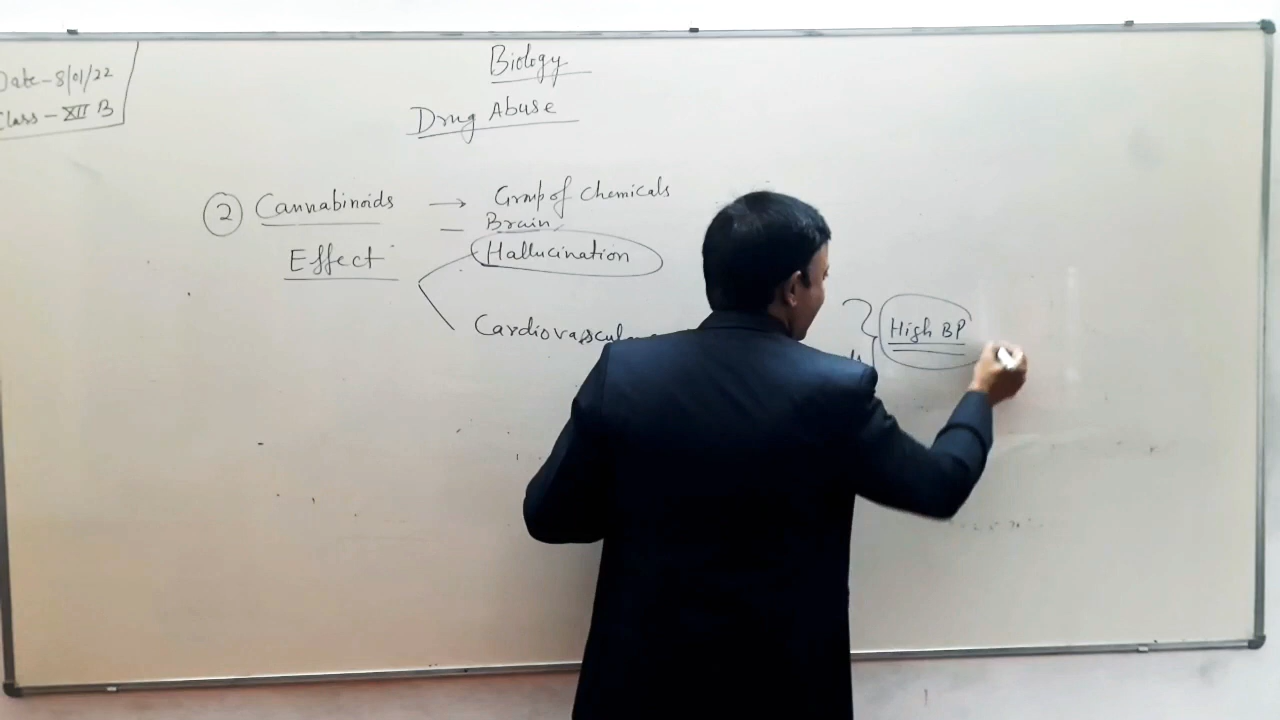 Date-8/01/22
Class-XII B
Biology
Drug Abuse
② Cannabinoids → Group of chemicals
- Brain
Effect
Hallucination
High BP